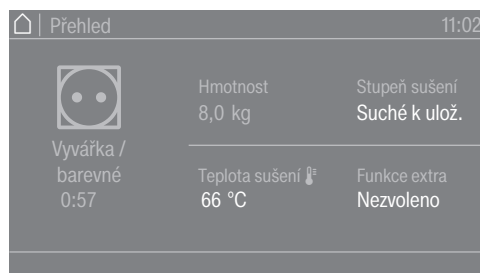 Přehled 11:02
Vyvářka /
barevné
0:57
Hmotnost
8,0 kg
Stupeň sušení
Suché k ulož.
Teplota sušení
66 °C
Funkce extra
Nezvoleno